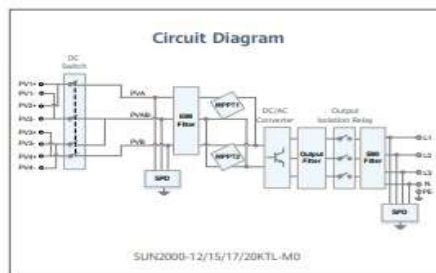 Circuit Diagram
DC
Switch
PV1+
PV1-
PV2+
PV2-
PV3+
PV3-
PV4+
PV4-
PVA
PVAB
PVB
SPD
EMI
Filter
MPPT1
MPPT2
DC/AC
Converter
Output
Filter
Output
Isolation Relay
EMI
Filter
SPD
L1
L2
L3
N
PE
SUN2000-12/15/17/20KTL-M0